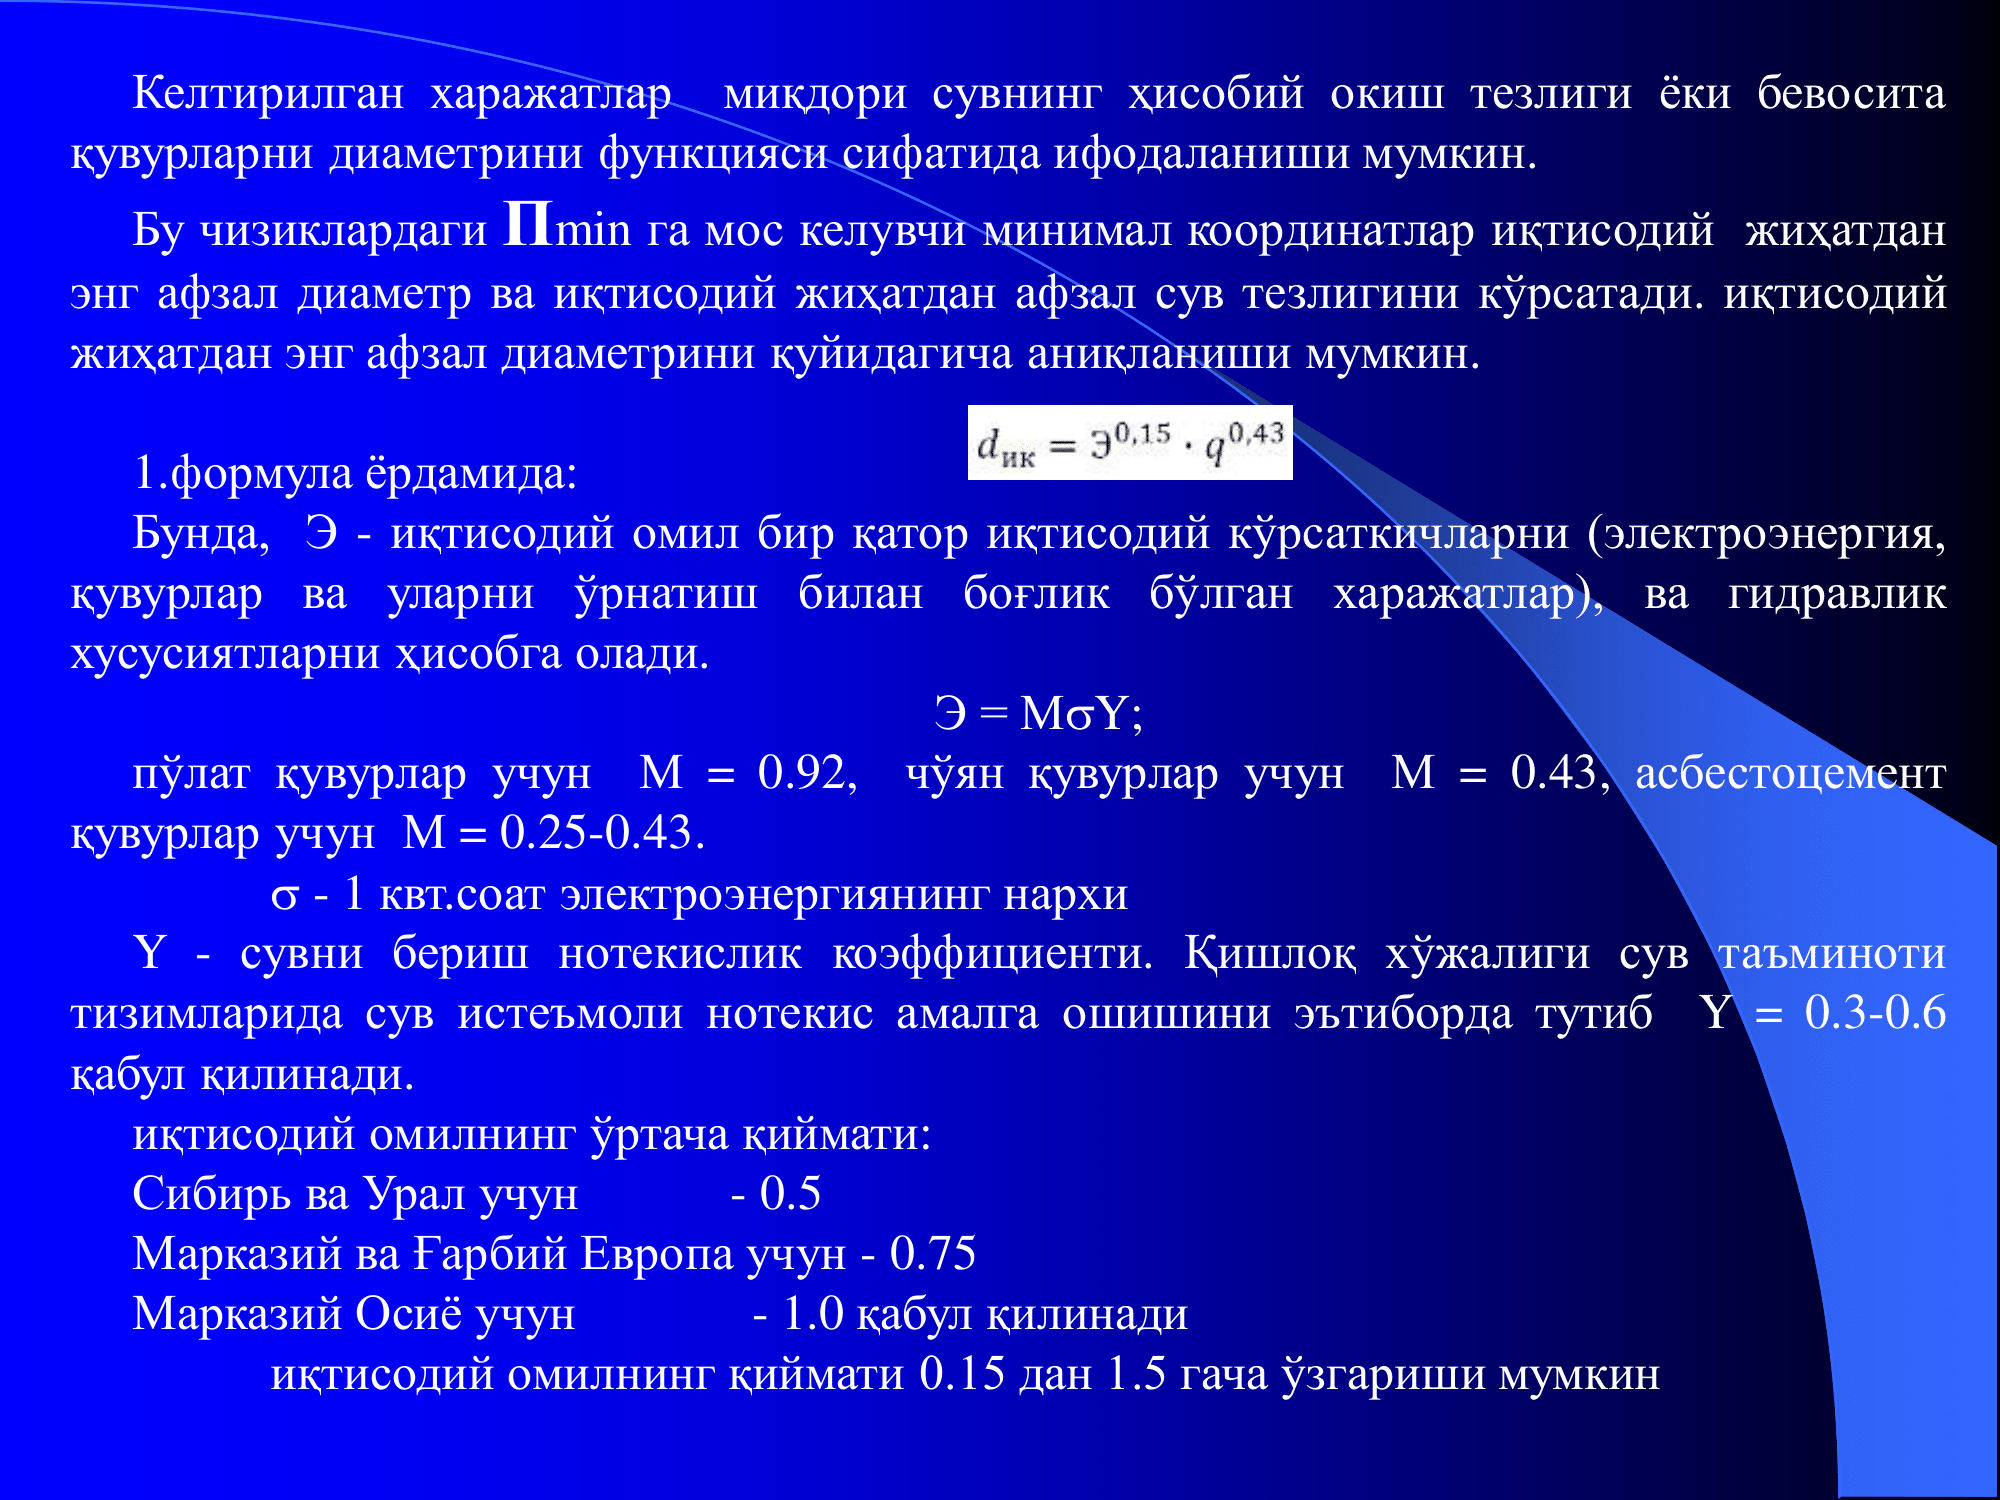 Келтирилган харажатлар миқдори сувнинг ҳисобий окиш тезлиги ёки бевосита
қувурларни диаметрини функцияси сифатида ифодаланиши мумкин.
Бу чизиклардаги Пmin га мос келувчи минимал координатлар иқтисодий жиҳатдан
энг афзал диаметр ва иқтисодий жиҳатдан афзал сув тезлигини кўрсатади. иқтисодий
жиҳатдан энг афзал диаметрини қуйидагича аниқланиши мумкин.
dик = Э^0,15 · q^0,43
1.формула ёрдамида:
Бунда, Э - иқтисодий омил бир қатор иқтисодий кўрсаткичларни (электроэнергия,
қувурлар ва уларни ўрнатиш билан боғлик бўлган харажатлар), ва гидравлик
хусусиятларни ҳисобга олади.
Э = МσY;
пўлат қувурлар учун М = 0.92, чўян қувурлар учун М = 0.43, асбестоцемент
қувурлар учун М = 0.25-0.43.
σ - 1 квт.соат электроэнергиянинг нархи
Y - сувни бериш нотекислик коэффициенти. Қишлоқ хўжалиги сув таъминоти
тизимларида сув истеъмоли нотекис амалга ошишини эътиборда тутиб Y = 0.3-0.6
қабул қилинади.
иқтисодий омилнинг ўртача қиймати:
Сибирь ва Урал учун - 0.5
Марказий ва Ғарбий Европа учун - 0.75
Марказий Осиё учун - 1.0 қабул қилинади
иқтисодий омилнинг қиймати 0.15 дан 1.5 гача ўзгариши мумкин